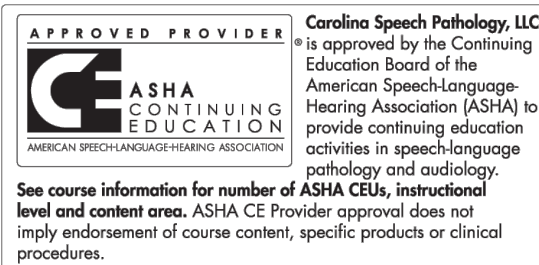 APPROVED PROVIDER
CE
ASHA
CONTINUING
EDUCATION
AMERICAN SPEECH-LANGUAGE-HEARING ASSOCIATION
®
Carolina Speech Pathology, LLC
is approved by the Continuing
Education Board of the
American Speech-Language-
Hearing Association (ASHA) to
provide continuing education
activities in speech-language
pathology and audiology.
See course information for number of ASHA CEUs, instructional
level and content area. ASHA CE Provider approval does not
imply endorsement of course content, specific products or clinical
procedures.